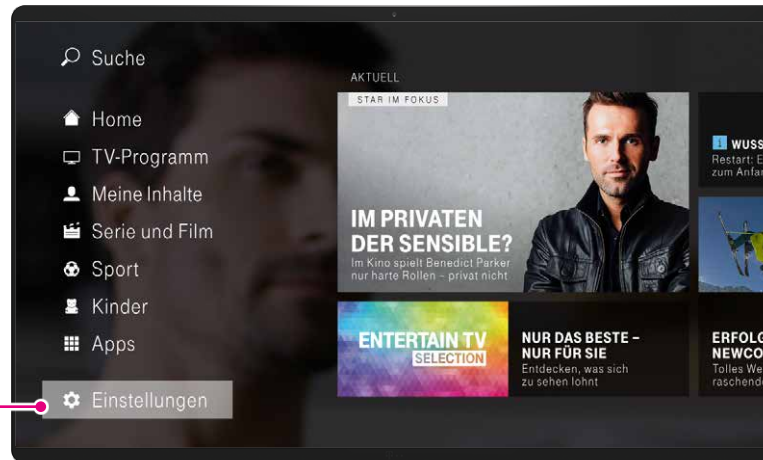 Suche
Home
TV-Programm
Meine Inhalte
Serie und Film
Sport
Kinder
Apps
Einstellungen
AKTUELL
STAR IM FOKUS
IM PRIVATEN
DER SENSIBLE?
Im Kino spielt Benedict Parker
nur harte Rollen – privat nicht
ENTERTAIN TV
SELECTION
NUR DAS BESTE –
NUR FÜR SIE
Entdecken, was sich
zu sehen lohnt
i WUSS
Restart: E
zum Anfan
ERFOLG
NEWCO
Tolles We
raschende